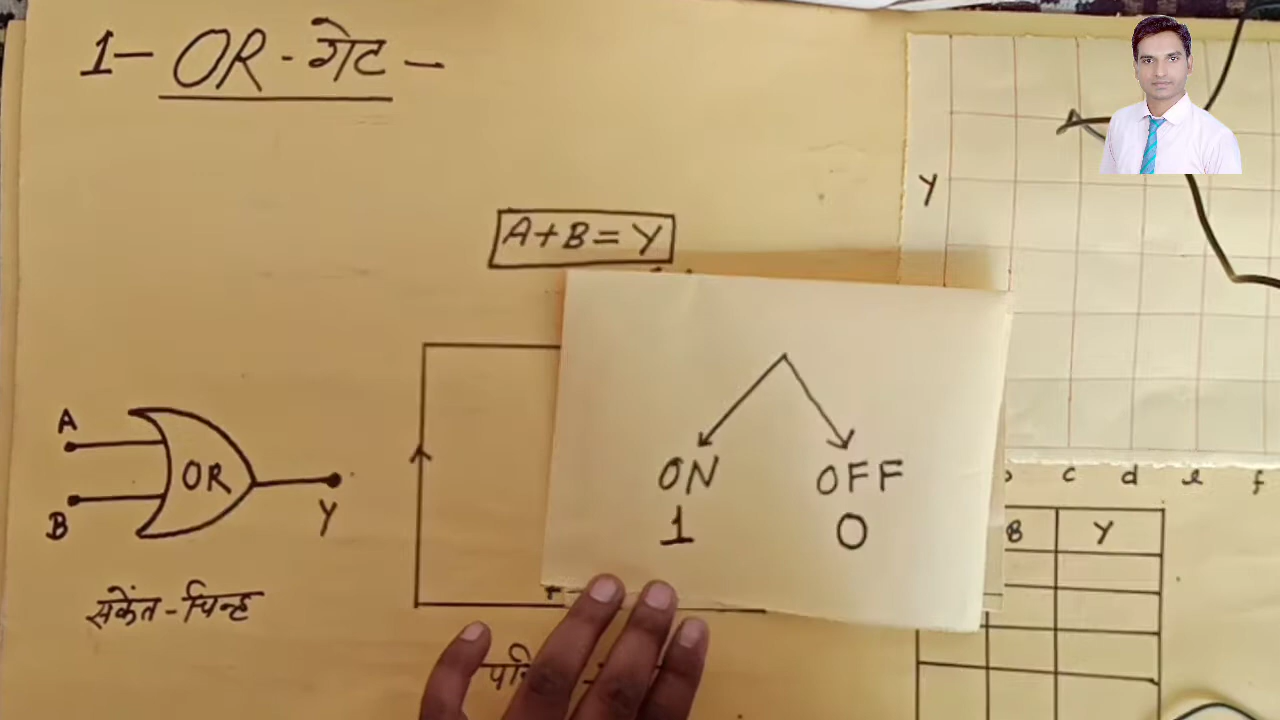 1- OR - गेट -
Y
A+B=Y
ON OFF
1 0
A
B
OR
Y
c d e f
B Y
संकेत - चिन्ह